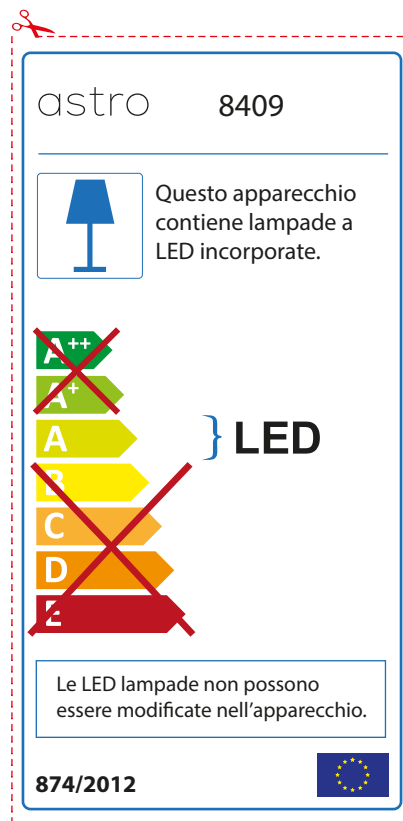 astro 8409
Questo apparecchio
contiene lampade a
LED incorporate.
A++
A+
A
} LED
B
C
D
E
Le LED lampade non possono
essere modificate nell'apparecchio.
874/2012